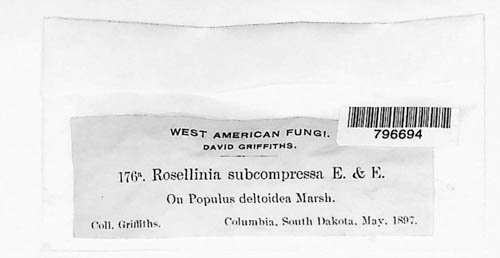 WEST AMERICAN FUNGI.
DAVID GRIFFITHS.
796694
176ª. Rosellinia subcompressa E. & E.
On Populus deltoidea Marsh.
Coll. Griffiths. Columbia, South Dakota, May, 1897.